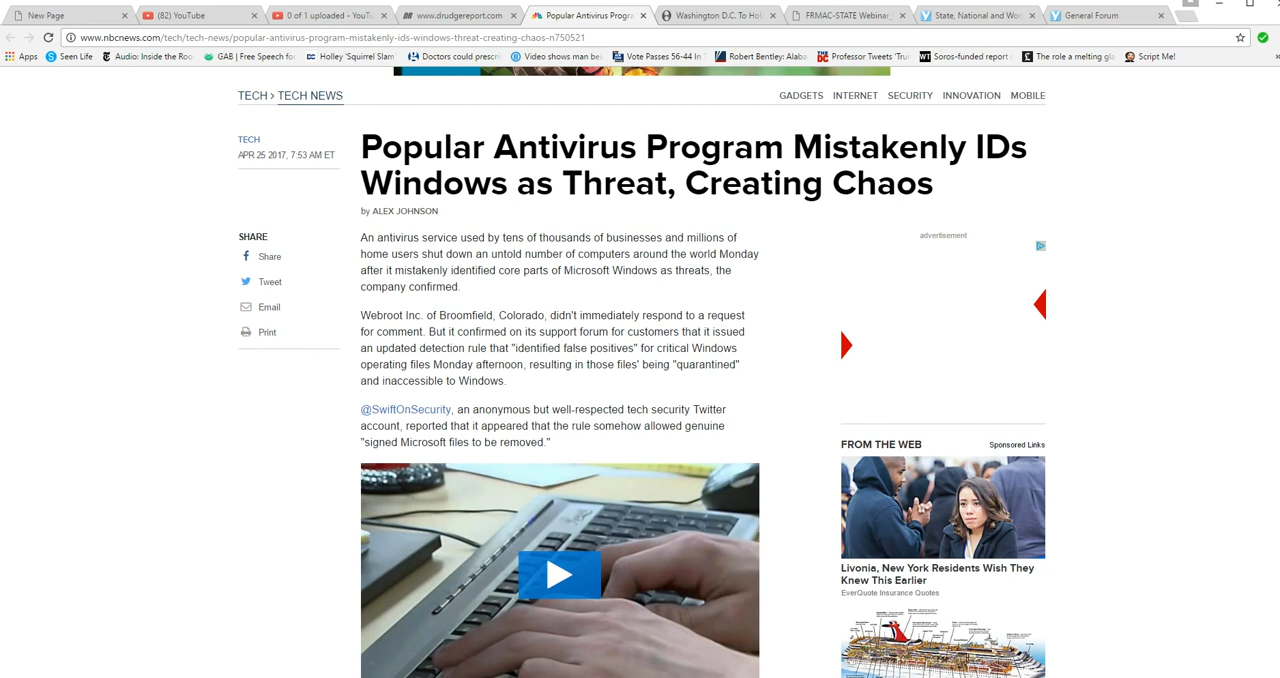 New Page
(82) YouTube
0 of 1 uploaded - YouTu
www.drudgereport.com
Popular Antivirus Progra
Washington D.C. To Hol
FRMAC-STATE Webinar_
State, National and Wor
General Forum
www.nbcnews.com/tech/tech-news/popular-antivirus-program-mistakenly-ids-windows-threat-creating-chaos-n750521
Apps
Seen Life
Audio: Inside the Roo
GAB | Free Speech for
Holley 'Squirrel Slam'
Doctors could prescri
Video shows man be
Vote Passes 56-44 In
Robert Bentley: Alaba
Professor Tweets 'Tru
Soros-funded report
The role a melting gla
Script Me!
TECH > TECH NEWS
GADGETS INTERNET SECURITY INNOVATION MOBILE
TECH
APR 25 2017, 7:53 AM ET
Popular Antivirus Program Mistakenly IDs
Windows as Threat, Creating Chaos
by ALEX JOHNSON
SHARE
Share
Tweet
Email
Print
An antivirus service used by tens of thousands of businesses and millions of
home users shut down an untold number of computers around the world Monday
after it mistakenly identified core parts of Microsoft Windows as threats, the
company confirmed.
Webroot Inc. of Broomfield, Colorado, didn't immediately respond to a request
for comment. But it confirmed on its support forum for customers that it issued
an updated detection rule that "identified false positives" for critical Windows
operating files Monday afternoon, resulting in those files' being "quarantined"
and inaccessible to Windows.
@SwiftOnSecurity, an anonymous but well-respected tech security Twitter
account, reported that it appeared that the rule somehow allowed genuine
"signed Microsoft files to be removed."
advertisement
FROM THE WEB
Sponsored Links
Livonia, New York Residents Wish They
Knew This Earlier
EverQuote Insurance Quotes